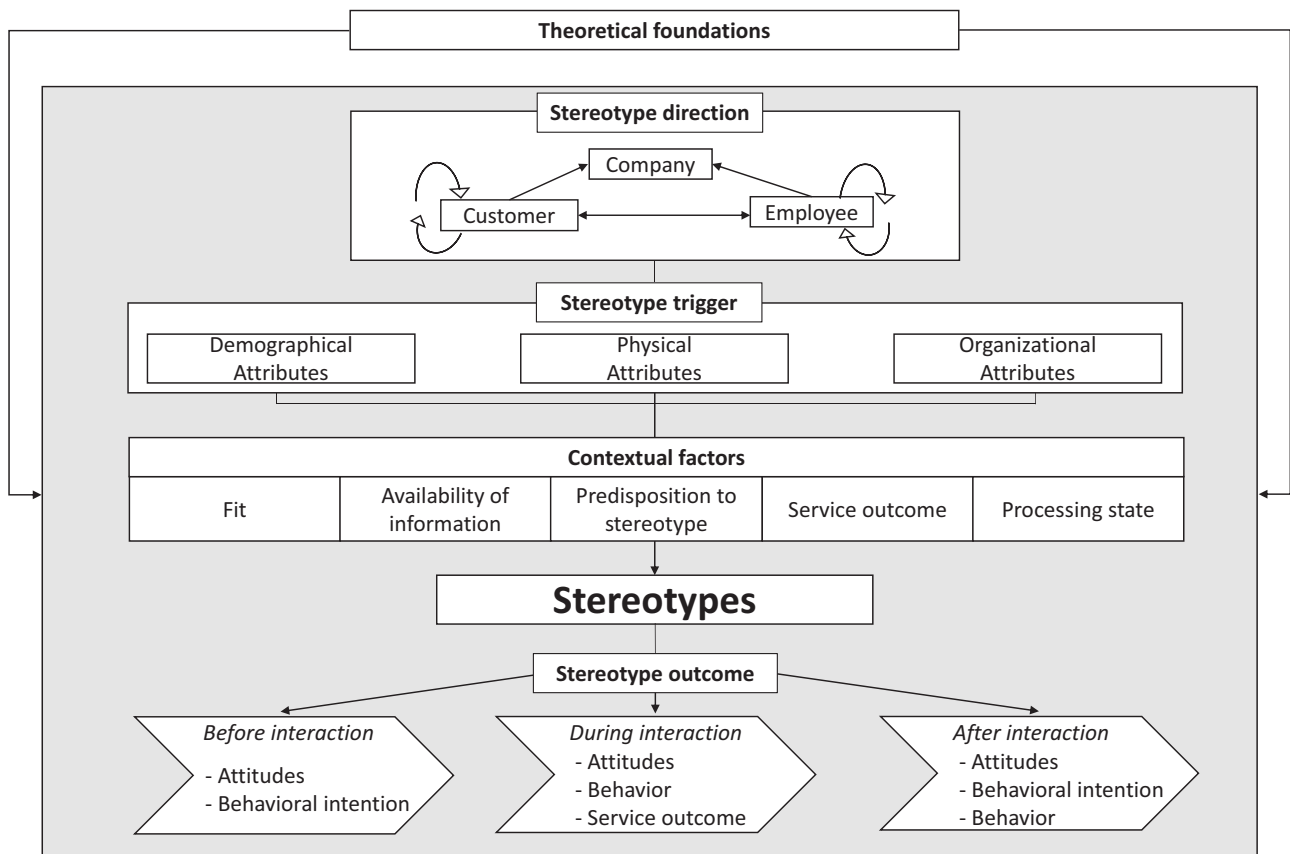 Theoretical foundations
Stereotype direction
Company
Customer
Employee
Stereotype trigger
Demographical
Attributes
Physical
Attributes
Organizational
Attributes
Contextual factors
Fit
Availability of
information
Predisposition to
stereotype
Service outcome
Processing state
Stereotypes
Stereotype outcome
Before interaction
- Attitudes
- Behavioral intention
During interaction
- Attitudes
- Behavior
- Service outcome
After interaction
- Attitudes
- Behavioral intention
- Behavior